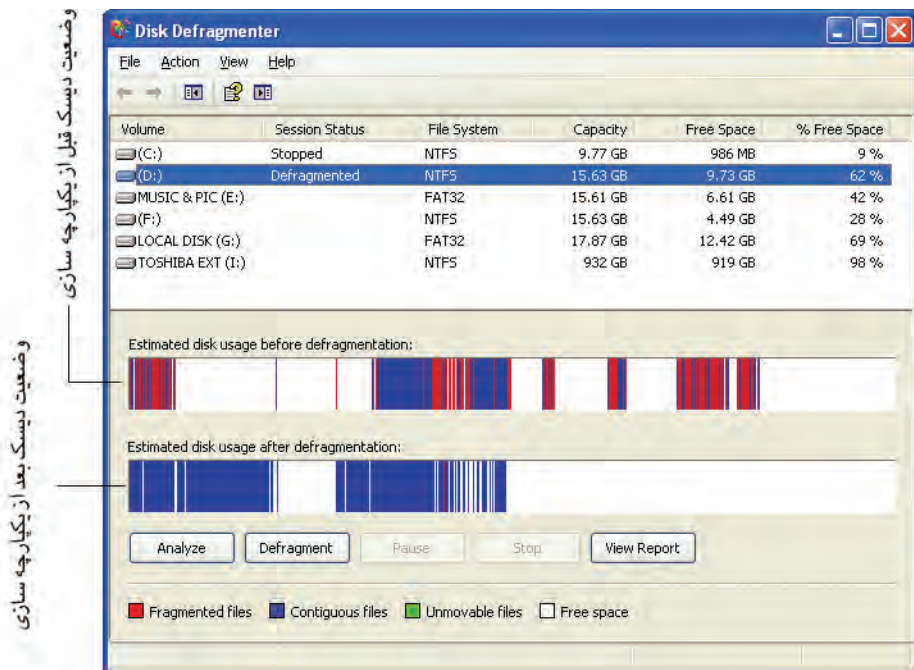 وضعیت دیسک قبل از یکپارچه سازی
وضعیت دیسک بعد از یکپارچه سازی
Disk Defragmenter
File Action View Help
Volume Session Status File System Capacity Free Space % Free Space
(C:) Stopped NTFS 9.77 GB 986 MB 9 %
(D:) Defragmented NTFS 15.63 GB 9.73 GB 62 %
MUSIC & PIC (E:) FAT32 15.61 GB 6.61 GB 42 %
(F:) NTFS 15.63 GB 4.49 GB 28 %
LOCAL DISK (G:) FAT32 17.87 GB 12.42 GB 69 %
TOSHIBA EXT (I:) NTFS 932 GB 919 GB 98 %
Estimated disk usage before defragmentation:
Estimated disk usage after defragmentation:
Analyze Defragment Pause Stop View Report
Fragmented files Contiguous files Unmovable files Free space